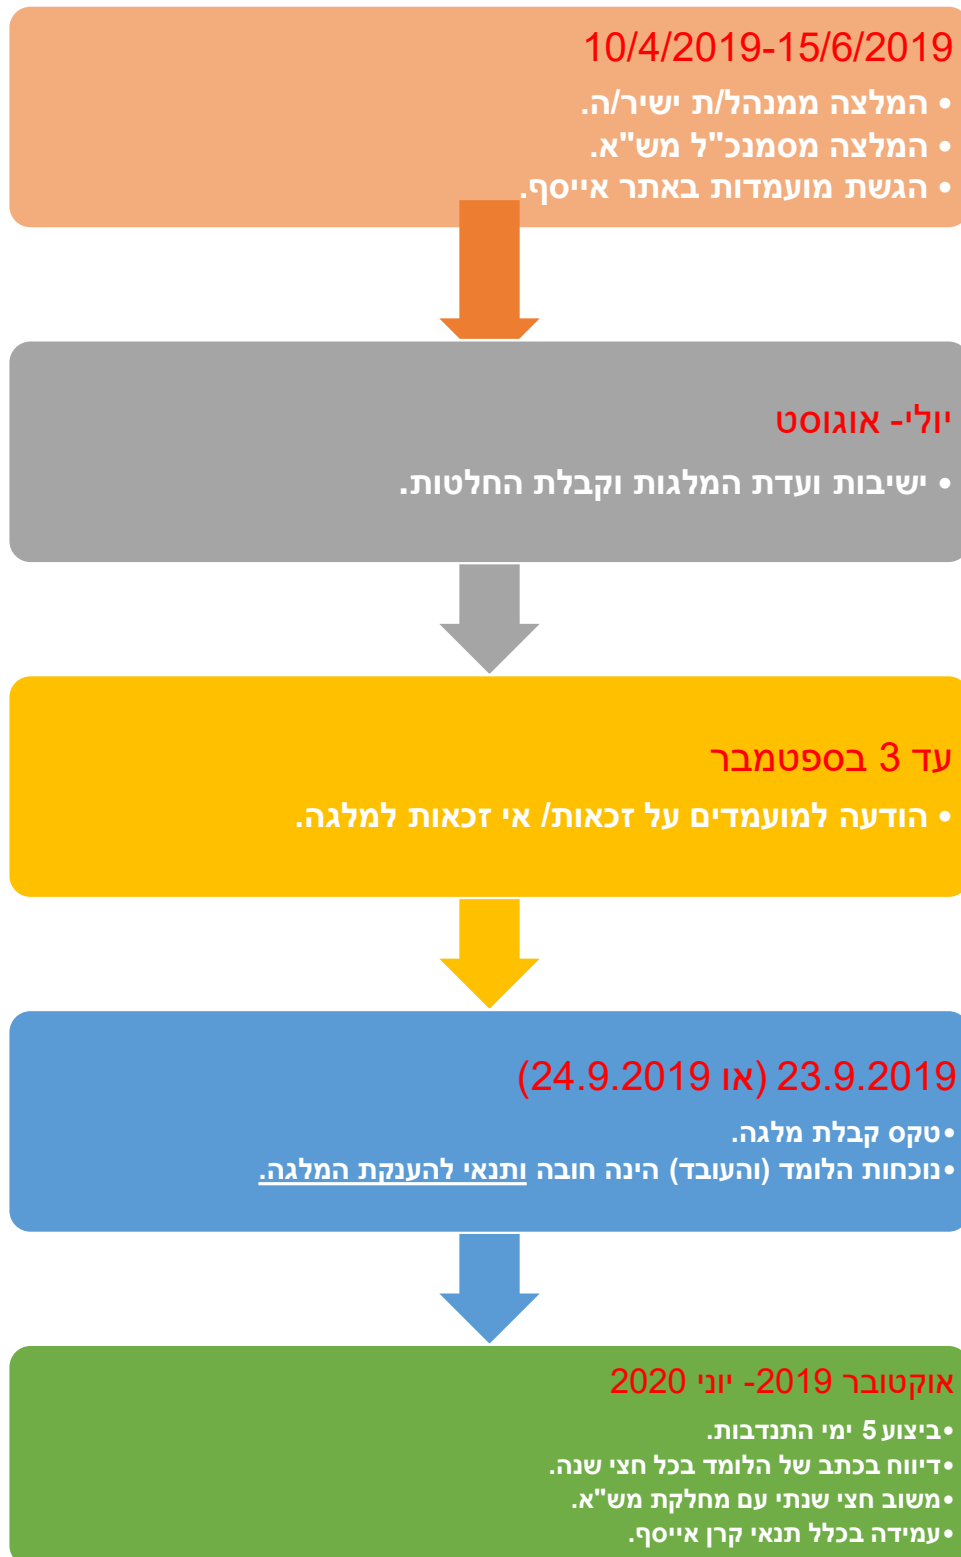 10/4/2019-15/6/2019
• המלצה ממנהל/ת ישיר/ה.
• המלצה מסמנכ"ל מש"א.
• הגשת מועמדות באתר אייסף.
יולי- אוגוסט
• ישיבות ועדת המלגות וקבלת החלטות.
עד 3 בספטמבר
• הודעה למועמדים על זכאות/ אי זכאות למלגה.
23.9.2019 (או 24.9.2019)
•טקס קבלת מלגה.
•נוכחות הלומד (והעובד) הינה חובה ותנאי להענקת המלגה.
אוקטובר 2019- יוני 2020
•ביצוע 5 ימי התנדבות.
•דיווח בכתב של הלומד בכל חצי שנה.
•משוב חצי שנתי עם מחלקת מש"א.
•עמידה בכלל תנאי קרן אייסף.